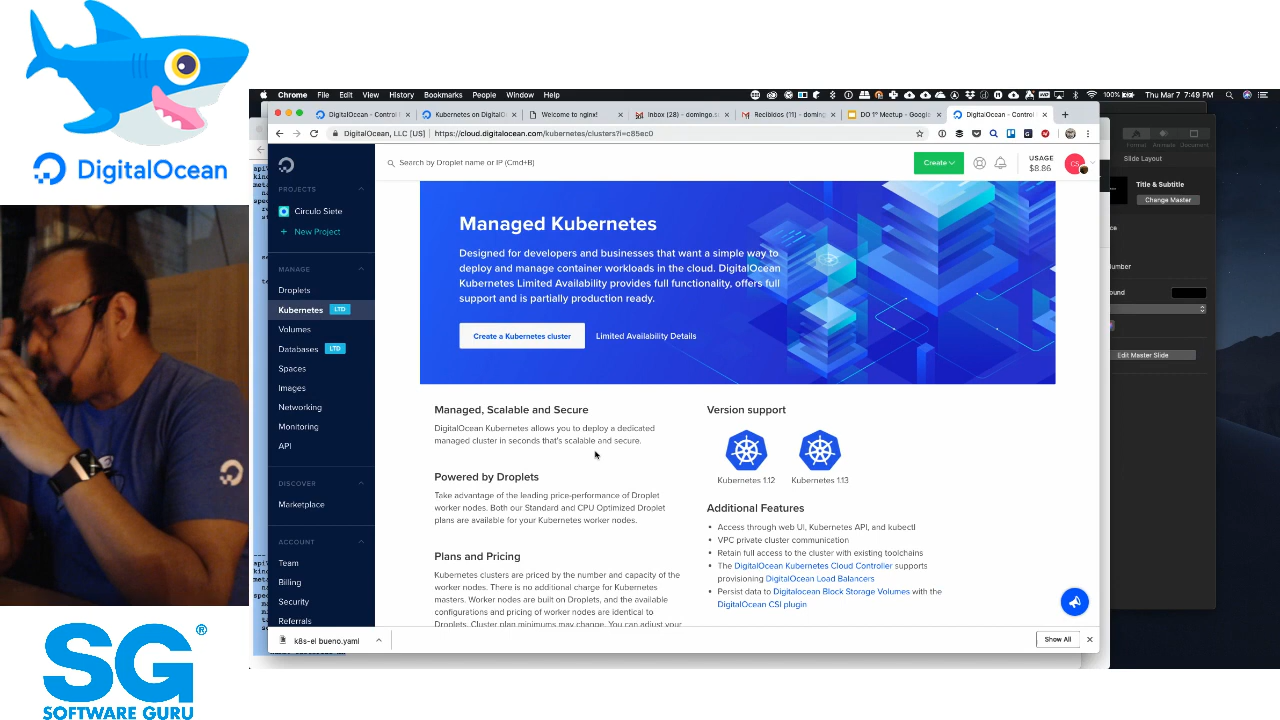 DigitalOcean
SG®
SOFTWARE GURU
Chrome File Edit View History Bookmarks People Window Help
100% Thu Mar 7 7:49 PM
DigitalOcean - Control
Kubernetes on DigitalO
Welcome to nginx!
Inbox (28) - domingo.s
Recibidos (11) - doming
DO 1° Meetup - Google
DigitalOcean - Control
DigitalOcean, LLC [US] | https://cloud.digitalocean.com/kubernetes/clusters?i=c85ec0
Search by Droplet name or IP (Cmd+B)
Create
USAGE
$8.86
CS
PROJECTS
Circulo Siete
+ New Project
MANAGE
Droplets
Kubernetes LTD
Volumes
Databases LTD
Spaces
Images
Networking
Monitoring
API
DISCOVER
Marketplace
ACCOUNT
Team
Billing
Security
Referrals
Managed Kubernetes
Designed for developers and businesses that want a simple way to
deploy and manage container workloads in the cloud. DigitalOcean
Kubernetes Limited Availability provides full functionality, offers full
support and is partially production ready.
Create a Kubernetes cluster
Limited Availability Details
Managed, Scalable and Secure
DigitalOcean Kubernetes allows you to deploy a dedicated
managed cluster in seconds that's scalable and secure.
Powered by Droplets
Take advantage of the leading price-performance of Droplet
worker nodes. Both our Standard and CPU Optimized Droplet
plans are available for your Kubernetes worker nodes.
Plans and Pricing
Kubernetes clusters are priced by the number and capacity of the
worker nodes. There is no additional charge for Kubernetes
masters. Worker nodes are built on Droplets, and the available
configurations and pricing of worker nodes are identical to
Droplets. Cluster plan minimums may change. You can adjust your
Version support
Kubernetes 1.12
Kubernetes 1.13
Additional Features
• Access through web UI, Kubernetes API, and kubectl
• VPC private cluster communication
• Retain full access to the cluster with existing toolchains
• The DigitalOcean Kubernetes Cloud Controller supports
provisioning DigitalOcean Load Balancers
• Persist data to Digitalocean Block Storage Volumes with the
DigitalOcean CSI plugin
k8s-el bueno.yaml
Show All
Format Animate Document
Slide Layout
Title & Subtitle
Change Master
Edit Master Slide